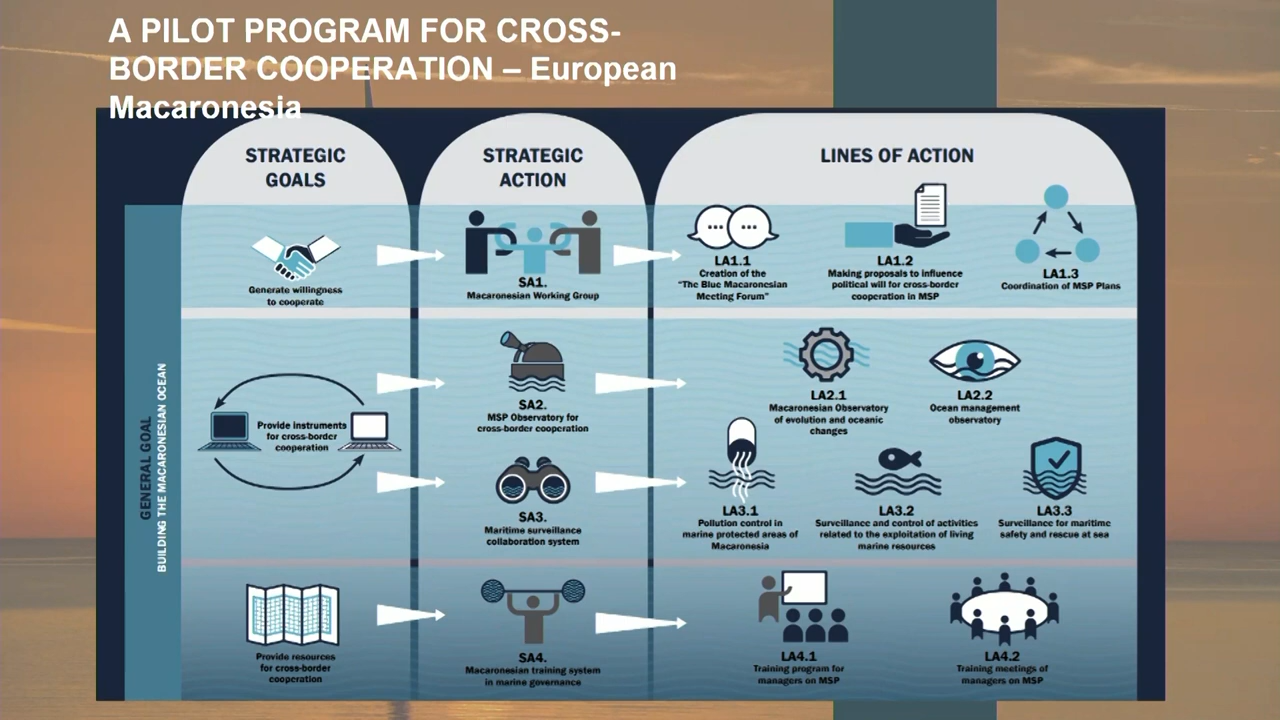 A PILOT PROGRAM FOR CROSS-
BORDER COOPERATION – European
Macaronesia
STRATEGIC
GOALS
STRATEGIC
ACTION
LINES OF ACTION
GENERAL GOAL
BUILDING THE MACARONESIAN OCEAN
Generate willingness
to cooperate
SA1.
Macaronesian Working Group
LA1.1
Creation of the
"The Blue Macaronesian
Meeting Forum"
LA1.2
Making proposals to influence
political will for cross-border
cooperation in MSP
LA1.3
Coordination of MSP Plans
Provide instruments
for cross-border
cooperation
SA2.
MSP Observatory for
cross-border cooperation
LA2.1
Macaronesian Observatory
of evolution and oceanic
changes
LA2.2
Ocean management
observatory
SA3.
Maritime surveillance
collaboration system
LA3.1
Pollution control in
marine protected areas of
Macaronesia
LA3.2
Surveillance and control of activities
related to the exploitation of living
marine resources
LA3.3
Surveillance for maritime
safety and rescue at sea
Provide resources
for cross-border
cooperation
SA4.
Macaronesian training system
in marine governance
LA4.1
Training program for
managers on MSP
LA4.2
Training meetings of
managers on MSP